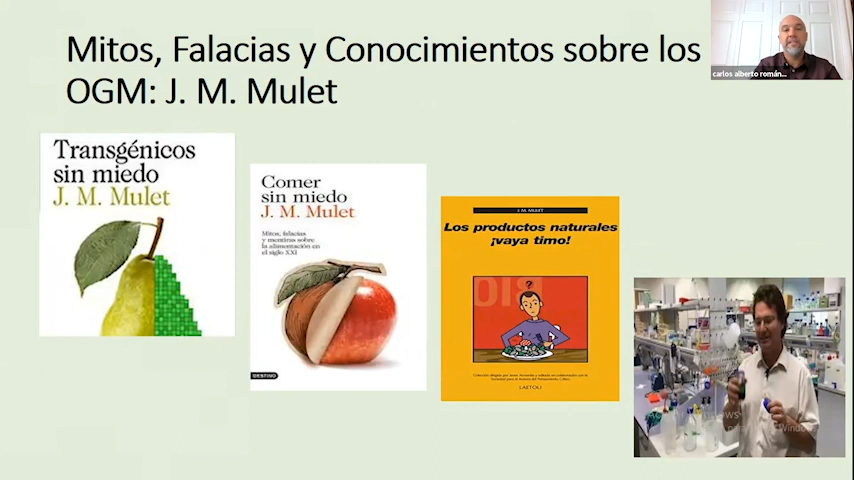 Mitos, Falacias y Conocimientos sobre los
OGM: J. M. Mulet
carlos alberto román...
Transgénicos
sin miedo
J. M. Mulet
Comer
sin miedo
J. M. Mulet
Mitos, falacias
y mentiras sobre
la alimentación en
el siglo XXI
DESTINO
J. M. MULET
Los productos naturales
¡vaya timo!
BIO
LAETOLI